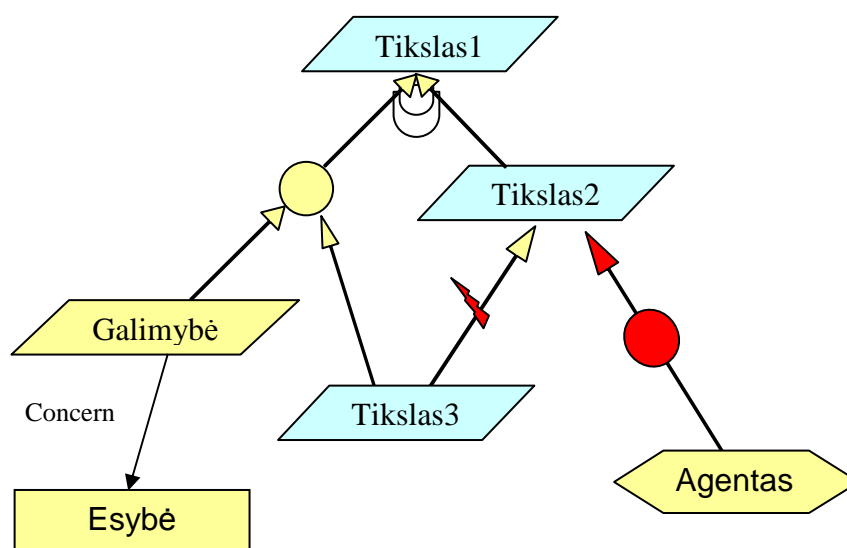 Tikslas1
Tikslas2
Galimybė
Concern
Tikslas3
Agentas
Esybė